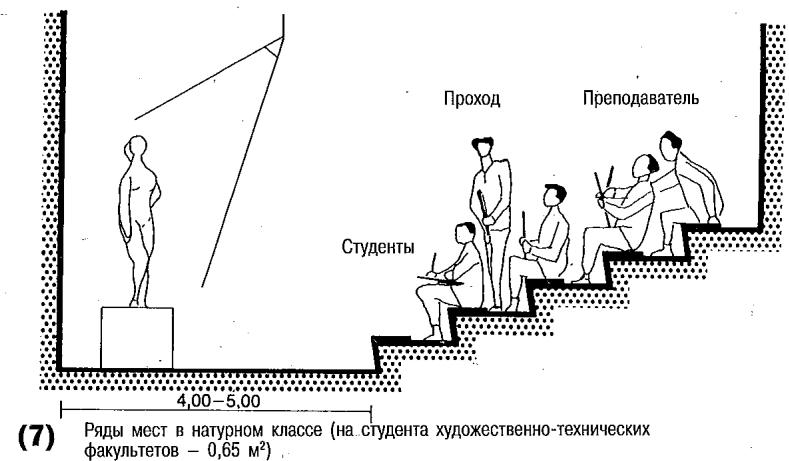 Проход
Преподаватель
Студенты
4,00–5,00
(7)
Ряды мест в натурном классе (на студента художественно-технических
факультетов – 0,65 м²)